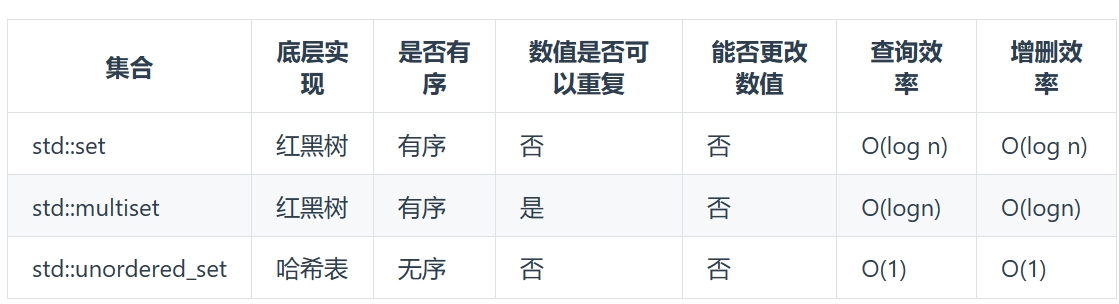 集合 底层实现 是否有序 数值是否可以重复 能否更改数值 查询效率 增删效率
std::set 红黑树 有序 否 否 O(log n) O(log n)
std::multiset 红黑树 有序 是 否 O(logn) O(logn)
std::unordered_set 哈希表 无序 否 否 O(1) O(1)